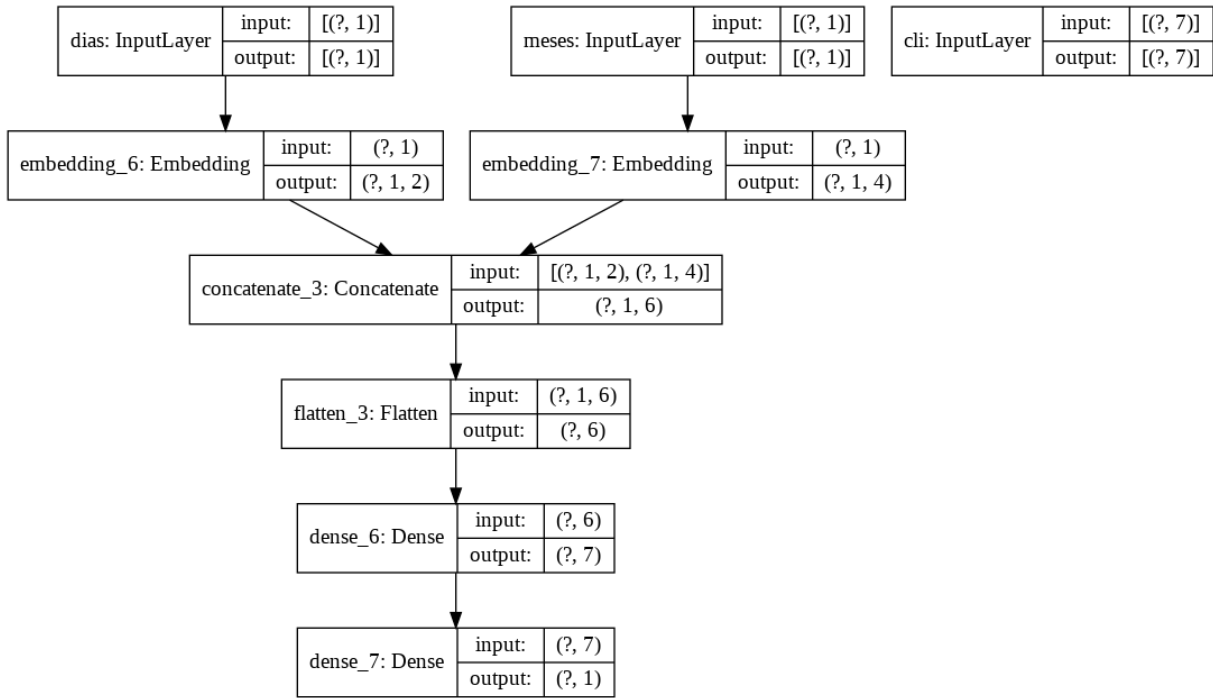 dias: InputLayer
input: [(?, 1)]
output: [(?, 1)]
meses: InputLayer
input: [(?, 1)]
output: [(?, 1)]
cli: InputLayer
input: [(?, 7)]
output: [(?, 7)]
embedding_6: Embedding
input: (?, 1)
output: (?, 1, 2)
embedding_7: Embedding
input: (?, 1)
output: (?, 1, 4)
concatenate_3: Concatenate
input: [(?, 1, 2), (?, 1, 4)]
output: (?, 1, 6)
flatten_3: Flatten
input: (?, 1, 6)
output: (?, 6)
dense_6: Dense
input: (?, 6)
output: (?, 7)
dense_7: Dense
input: (?, 7)
output: (?, 1)